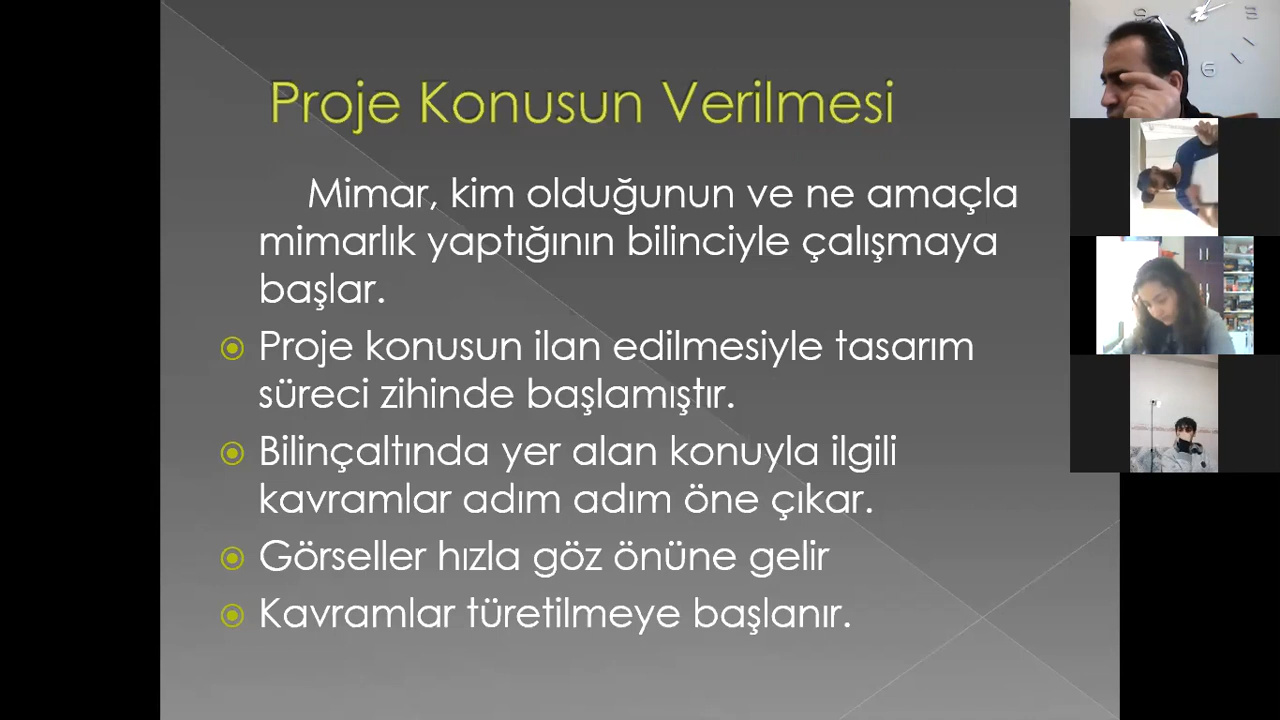 Proje Konusun Verilmesi
Mimar, kim olduğunun ve ne amaçla
mimarlık yaptığının bilinciyle çalışmaya
başlar.
Proje konusun ilan edilmesiyle tasarım
süreci zihinde başlamıştır.
Bilinçaltında yer alan konuyla ilgili
kavramlar adım adım öne çıkar.
Görseller hızla göz önüne gelir
Kavramlar türetilmeye başlanır.